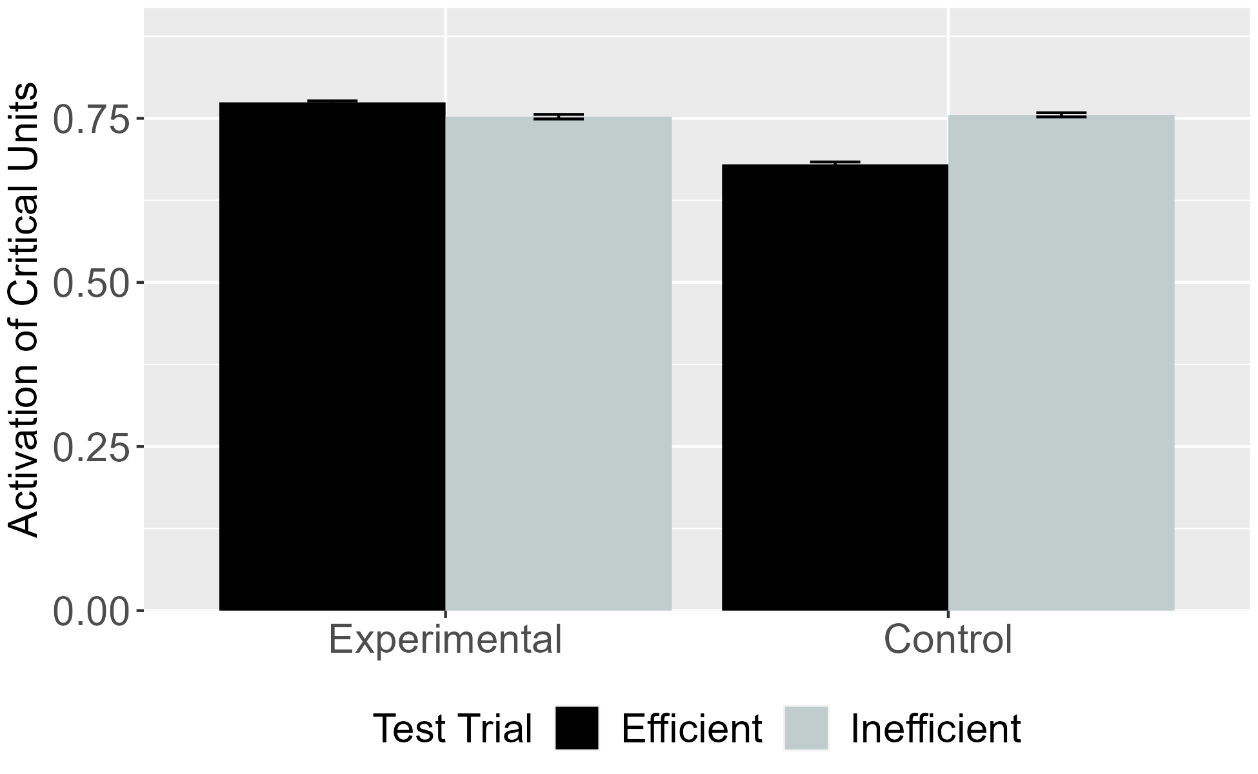 Activation of Critical Units
0.75
0.50
0.25
0.00
Experimental Control
Test Trial Efficient Inefficient